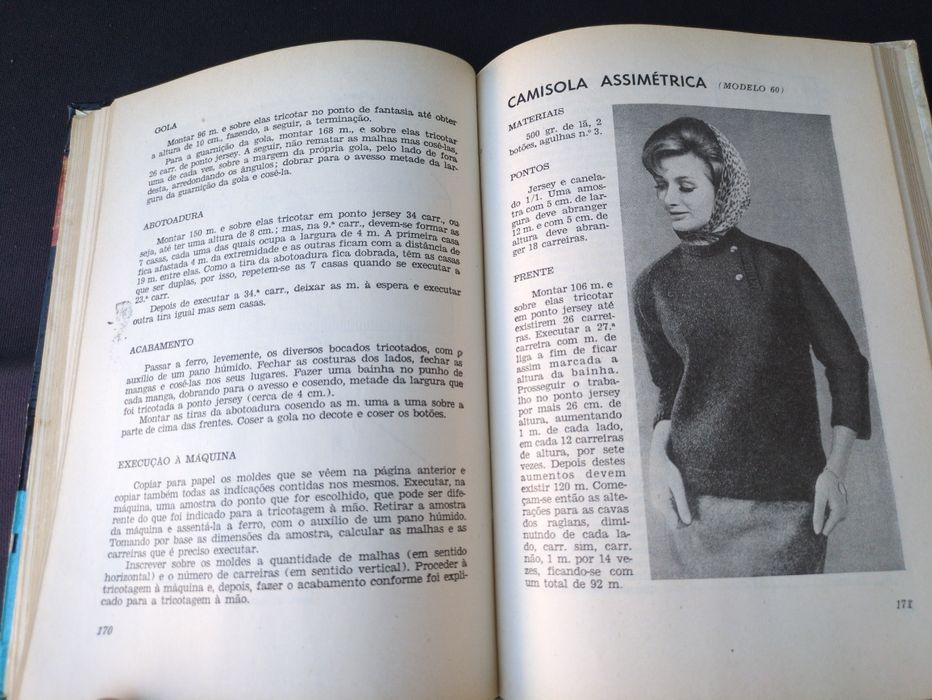 GOLA
Montar 96 m. e sobre elas tricotar no ponto de fantasia até obter
a altura de 10 cm., fazendo, a seguir, a terminação.
Para a guarnição da gola, montar 168 m., e sobre elas tricotar
26 carr. de ponto jersey. A seguir, não rematar as malhas mas cosê-las,
uma de cada vez, sobre a margem da própria gola, pelo lado de fora
desta, arredondando os ângulos; dobrar para o avesso metade da lar-
gura da guarnição da gola e cosê-la.
ABOTOADURA
Montar 150 m. e sobre elas tricotar em ponto jersey 34 carr., ou
seja, até ter uma altura de 8 cm.; mas, na 9.ª carr., devem-se formar as
7 casas, cada uma das quais ocupa a largura de 4 m. A primeira casa
fica afastada 4 m. da extremidade e as outras ficam com a distância de
19 m. entre elas. Como a tira da abotoadura fica dobrada, têm as casas
que ser duplas, por isso, repetem-se as 7 casas quando se executar a
23.ª carr.
Depois de executar a 34.ª carr., deixar as m. à espera e executar
outra tira igual mas sem casas.
ACABAMENTO
Passar a ferro, levemente, os diversos bocados tricotados, com o
auxílio de um pano húmido. Fechar as costuras dos lados, fechar as
mangas e cosê-las nos seus lugares. Fazer uma bainha no punho de
cada manga, dobrando para o avesso e cosendo, metade da largura que
foi tricotada a ponto jersey (cerca de 4 cm.).
Montar as tiras da abotoadura cosendo as m. uma a uma sobre a
parte de cima das frentes. Coser a gola no decote e coser os botões.
EXECUÇÃO À MÁQUINA
Copiar para papel os moldes que se vêem na página anterior e
copiar também todas as indicações contidas nos mesmos. Executar, na
máquina, uma amostra do ponto que for escolhido, que pode ser dife-
rente do que foi indicado para a tricotagem à mão. Retirar a amostra
da máquina e assentá-la a ferro, com o auxílio de um pano húmido.
Tomando por base as dimensões da amostra, calcular as malhas e as
carreiras que é preciso executar.
Inscrever sobre os moldes a quantidade de malhas (em sentido
horizontal) e o número de carreiras (em sentido vertical). Proceder à
tricotagem à máquina e, depois, fazer o acabamento conforme foi expli-
cado para a tricotagem à mão.
170
CAMISOLA ASSIMÉTRICA (MODELO 60)
MATERIAIS
500 gr. de lã, 2
botões, agulhas n.º 3.
PONTOS
Jersey e canela-
do 1/1. Uma amos-
tra com 5 cm. de lar-
gura deve abranger
12 m. e com 5 cm. de
altura deve abran-
ger 18 carreiras.
FRENTE
Montar 106 m. e
sobre elas tricotar
em ponto jersey até
existirem 26 carrei-
ras. Executar a 27.ª
carreira com m. de
liga a fim de ficar
assim marcada a
altura da bainha.
Prosseguir o traba-
lho no ponto jersey
por mais 26 cm. de
altura, aumentando
1 m. de cada lado,
em cada 12 carreiras
de altura, por sete
vezes. Depois destes
aumentos devem
existir 120 m. Come-
çam-se então as alte-
rações para as cavas
dos raglans, dimi-
nuindo de cada la-
do, carr. sim, carr.
não, 1 m. por 14 ve-
zes, ficando-se com
um total de 92 m.
171